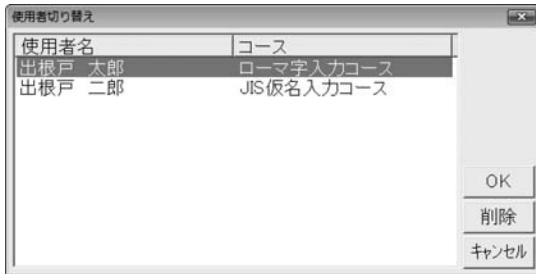 使用者切り替え
使用者名 コース
出根戸 太郎 ローマ字入力コース
出根戸 二郎 JIS仮名入力コース
OK
削除
キャンセル